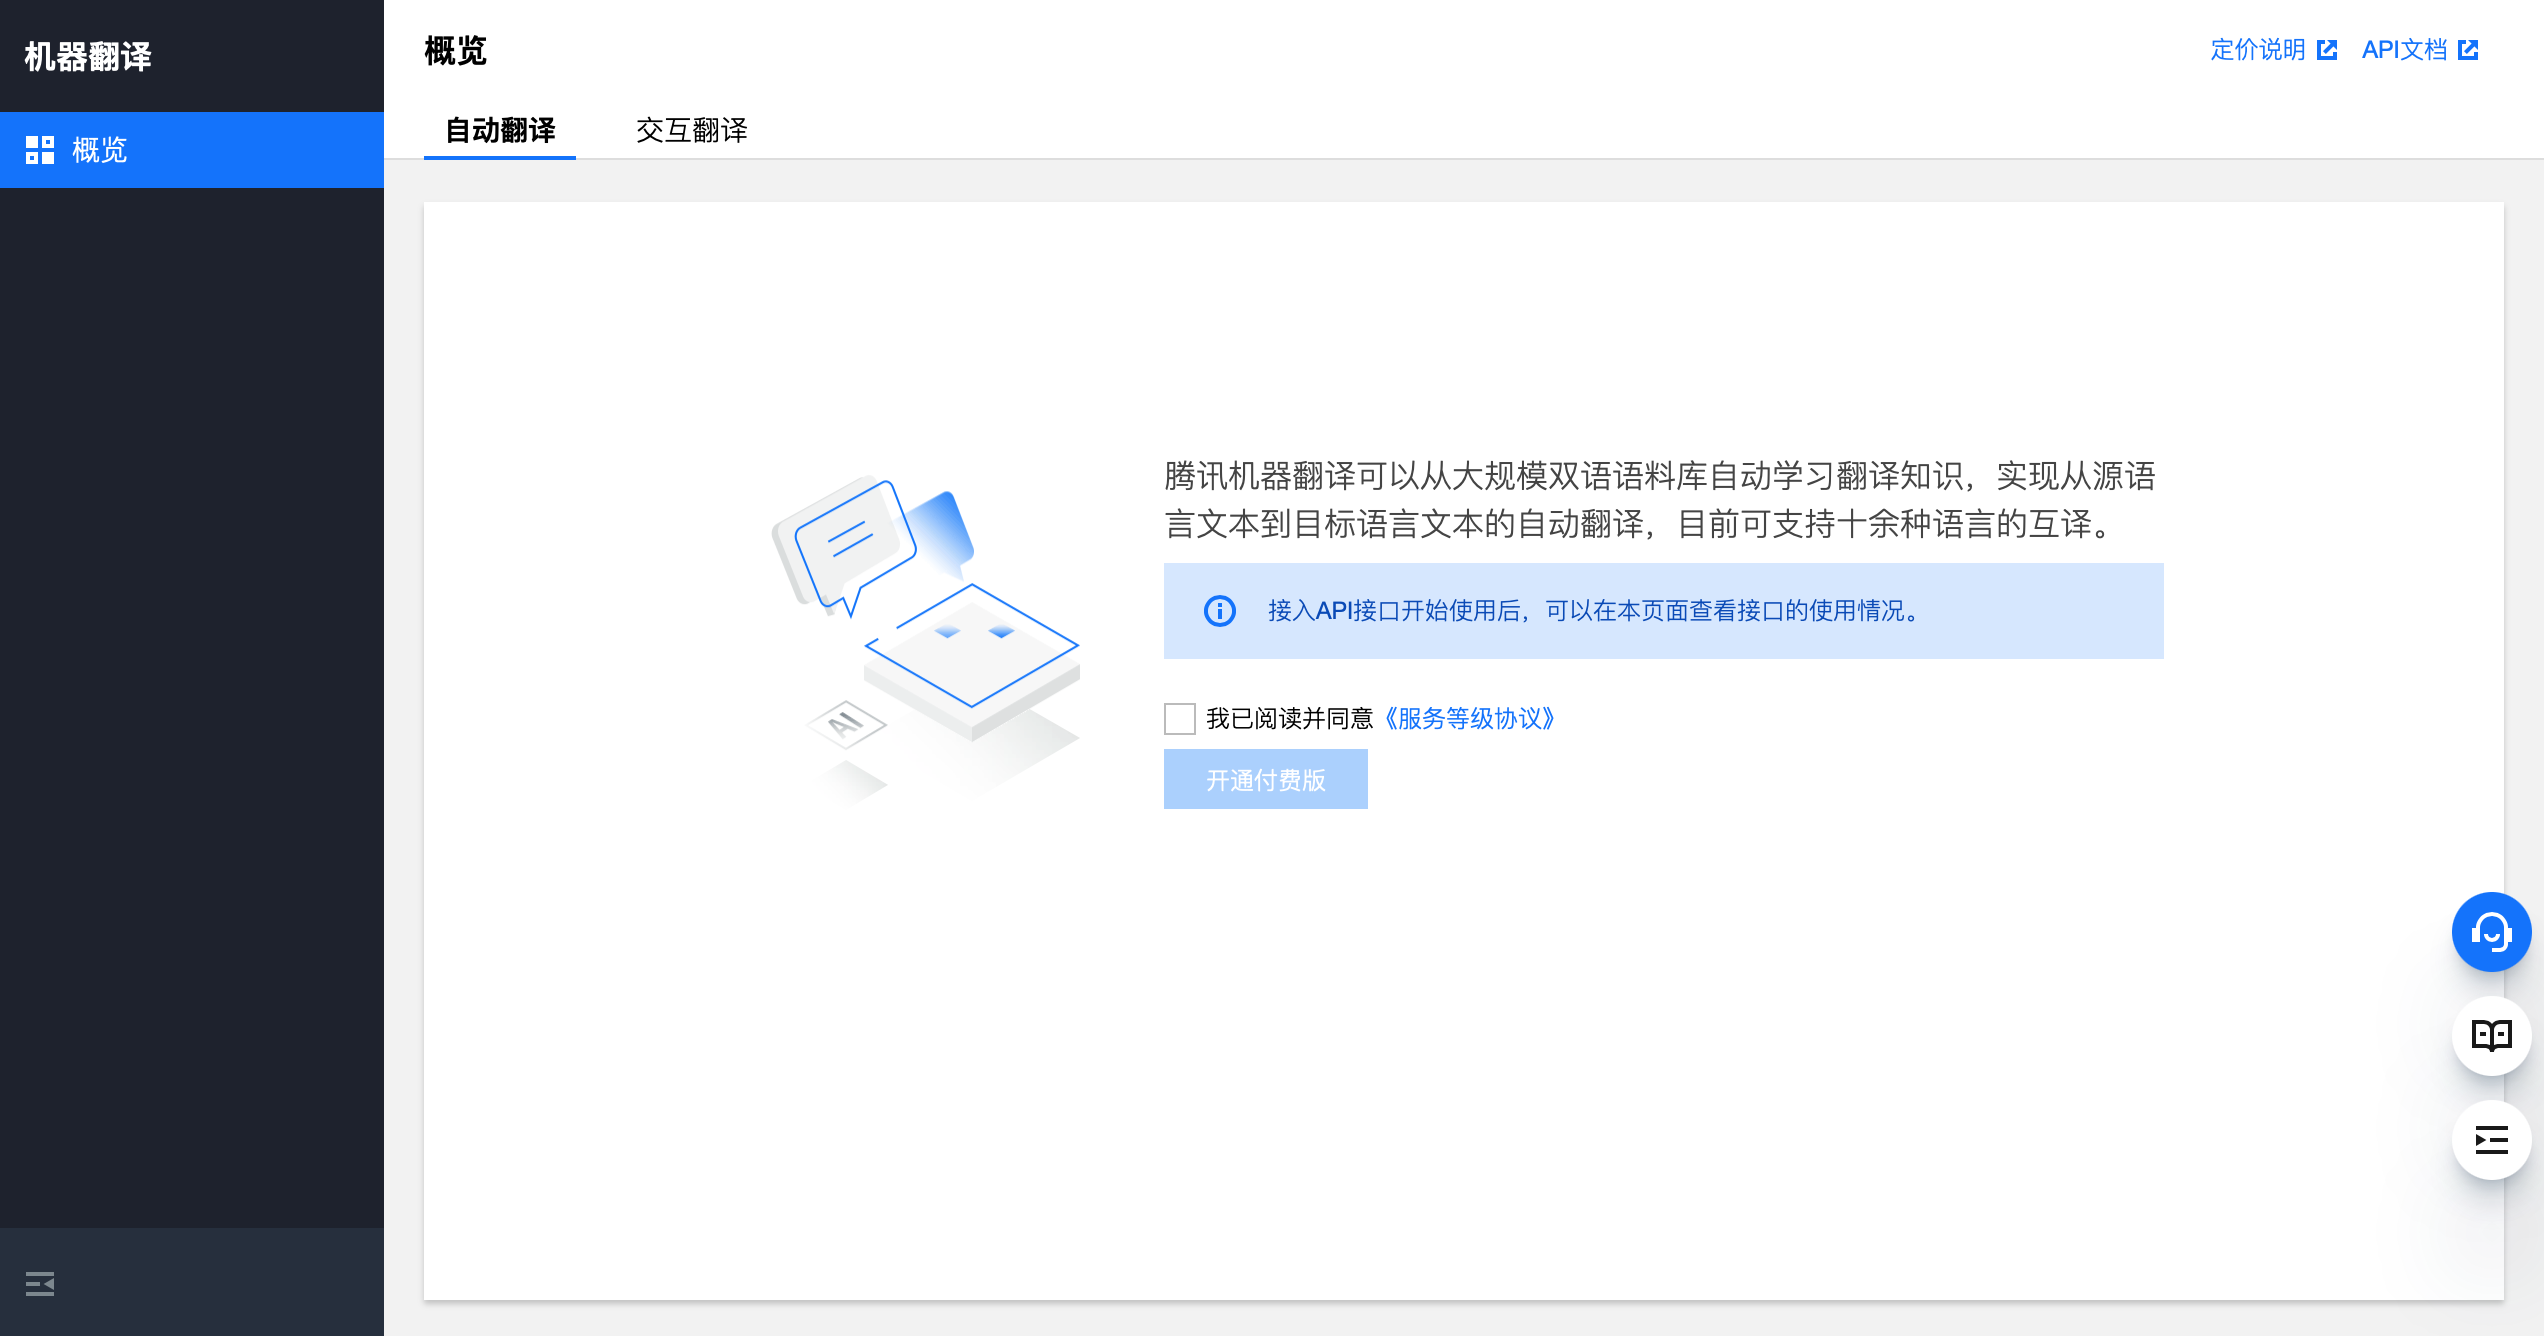 机器翻译
概览
概览
定价说明
API文档
自动翻译
交互翻译
腾讯机器翻译可以从大规模双语语料库自动学习翻译知识，实现从源语
言文本到目标语言文本的自动翻译，目前可支持十余种语言的互译。
接入API接口开始使用后，可以在本页面查看接口的使用情况。
我已阅读并同意《服务等级协议》
开通付费版
AI